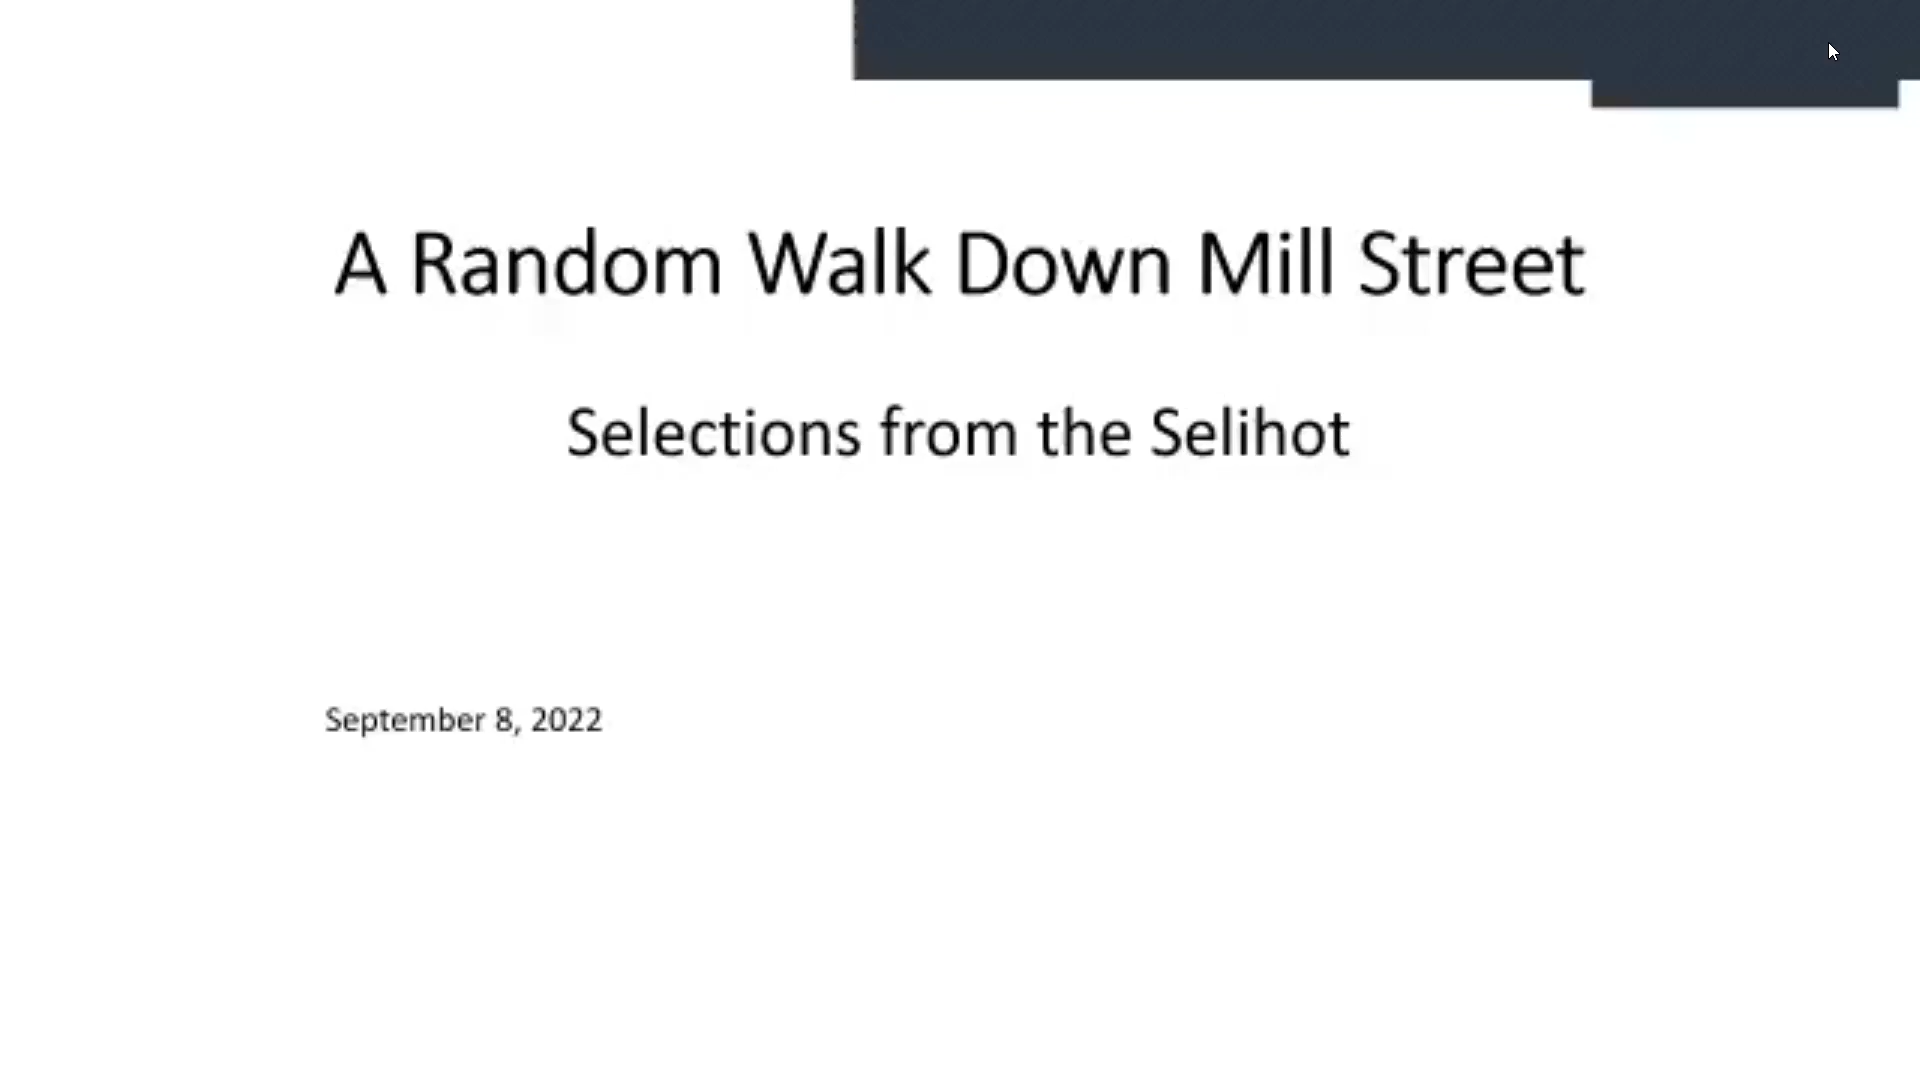 A Random Walk Down Mill Street
Selections from the Selihot
September 8, 2022